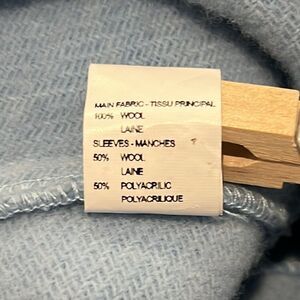 MAIN FABRIC - TISSU PRINCIPAL
100% WOOL
LAINE
SLEEVES - MANCHES
50% WOOL
LAINE
50% POLYACRILIC
POLYACRILIQUE